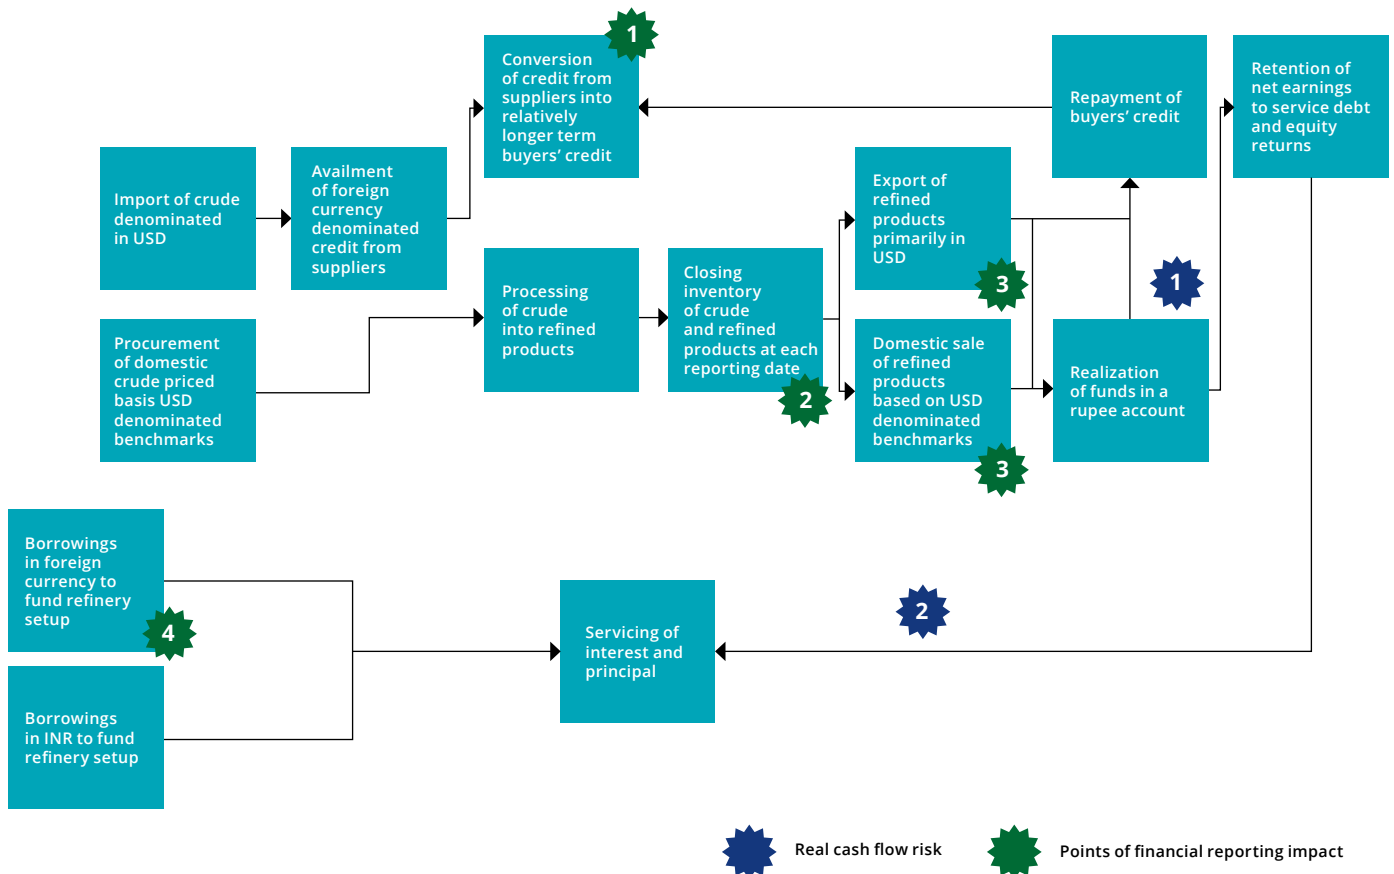 1
Conversion
of credit from
suppliers into
relatively
longer term
buyers’ credit
Repayment of
buyers’ credit
Retention of
net earnings
to service debt
and equity
returns
Import of crude
denominated
in USD
Availment
of foreign
currency
denominated
credit from
suppliers
Export of
refined
products
primarily in
USD
3
1
Procurement
of domestic
crude priced
basis USD
denominated
benchmarks
Processing
of crude
into refined
products
Closing
inventory
of crude
and refined
products at each
reporting date
2
Domestic sale
of refined
products
based on USD
denominated
benchmarks
3
Realization
of funds in a
rupee account
Borrowings
in foreign
currency to
fund refinery
setup
4
Borrowings
in INR to fund
refinery setup
Servicing of
interest and
principal
2
Real cash flow risk
Points of financial reporting impact